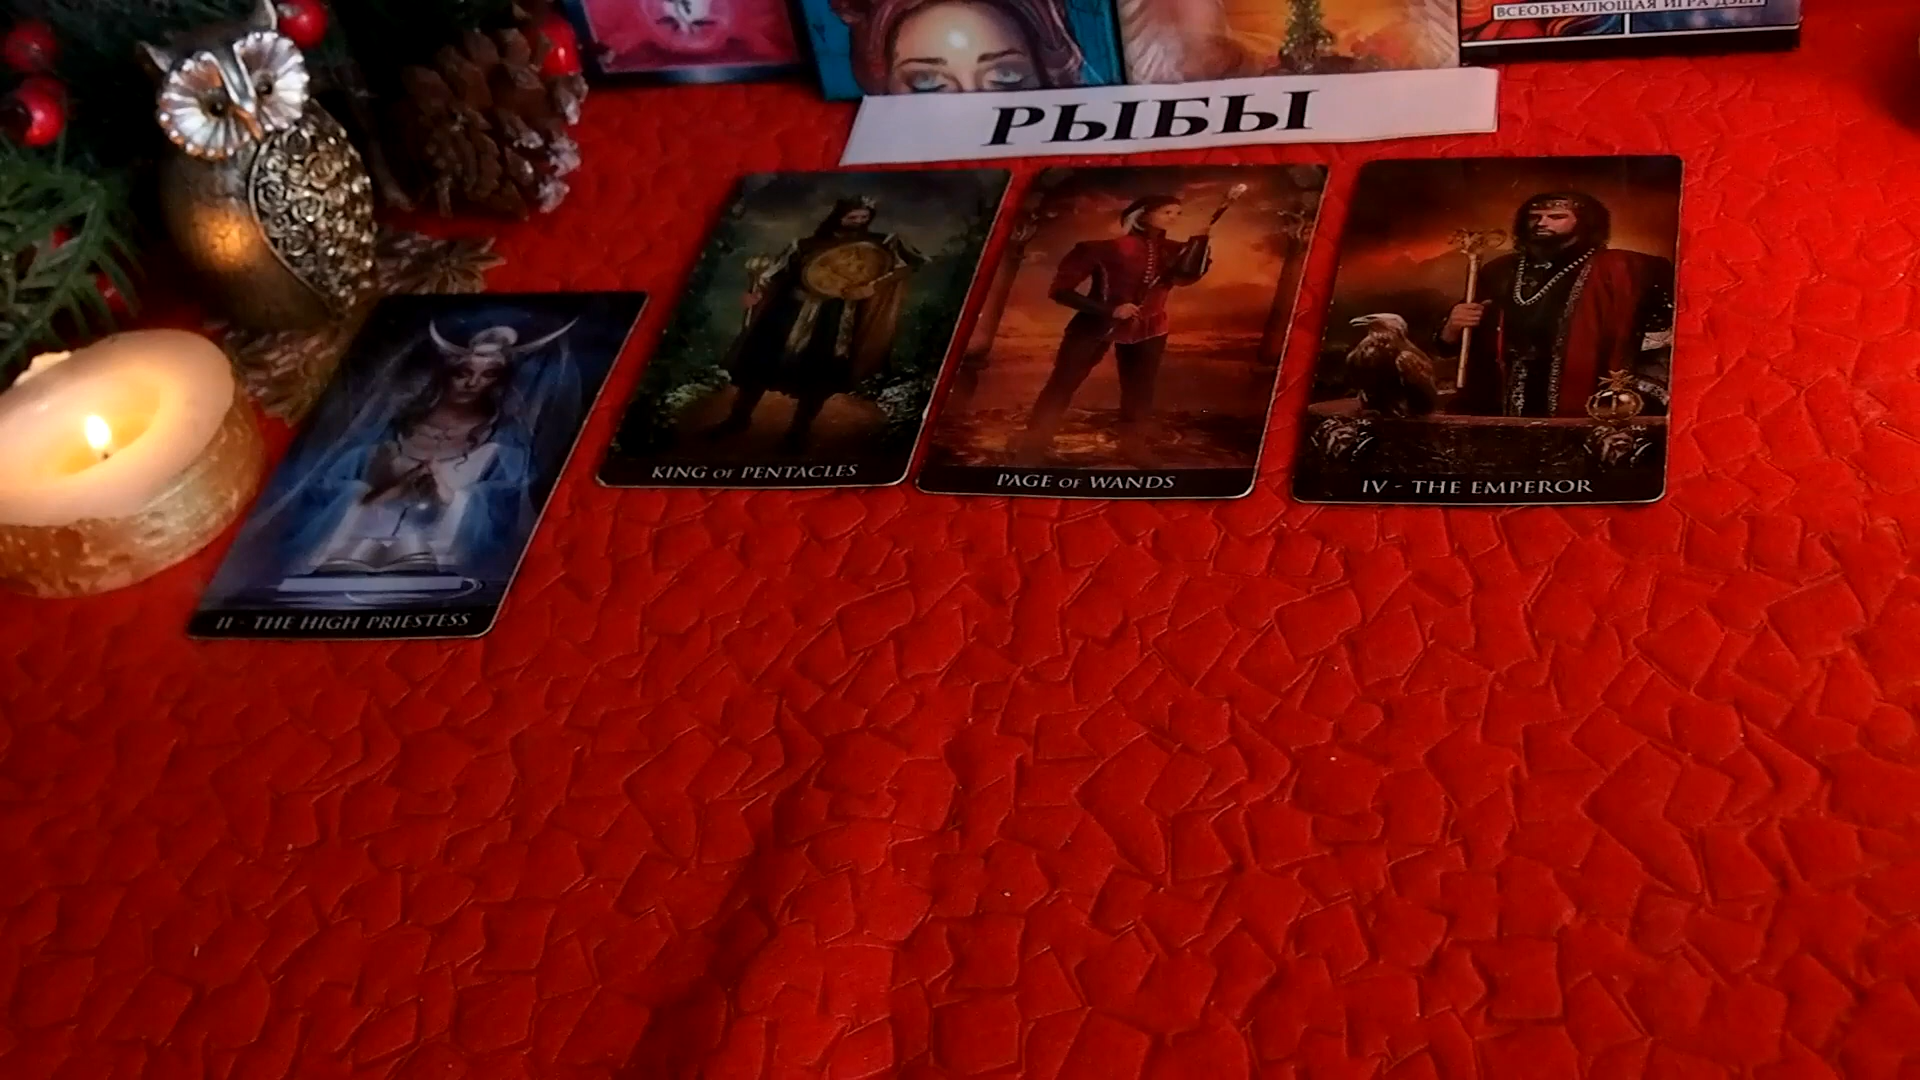 ВСЕОБЪЕМЛЮЩАЯ ИГРА ДЗЕН
РЫБЫ
KING OF PENTACLES
PAGE OF WANDS
IV - THE EMPEROR
II - THE HIGH PRIESTESS